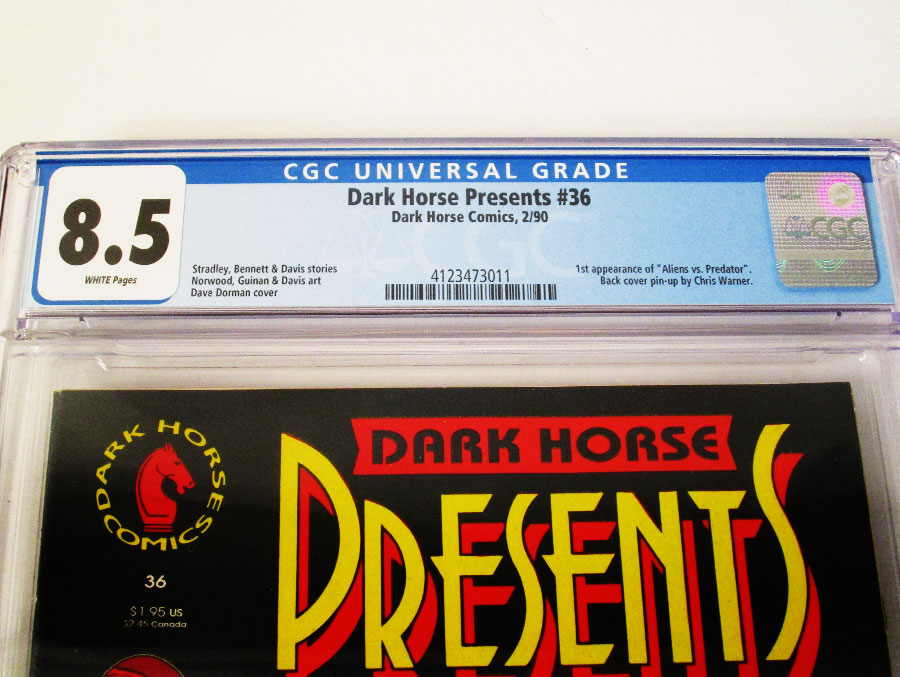 CGC UNIVERSAL GRADE
8.5
WHITE Pages
Dark Horse Presents #36
Dark Horse Comics, 2/90
Stradley, Bennett & Davis stories
Norwood, Guinan & Davis art
Dave Dorman cover
4123473011
1st appearance of "Aliens vs. Predator".
Back cover pin-up by Chris Warner.
CGC
CGC
DARK HORSE COMICS
36
$1.95 US
$2.45 Canada
DARK HORSE
PRESENTS